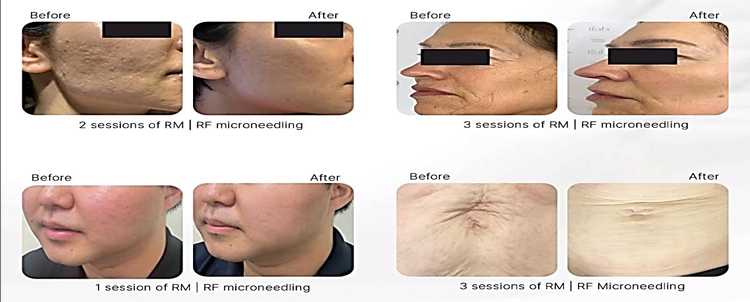 Before After
Before After
2 sessions of RM | RF microneedling
3 sessions of RM | RF microneedling
Before After
Before After
1 session of RM | RF microneedling
3 sessions of RM | RF Microneedling